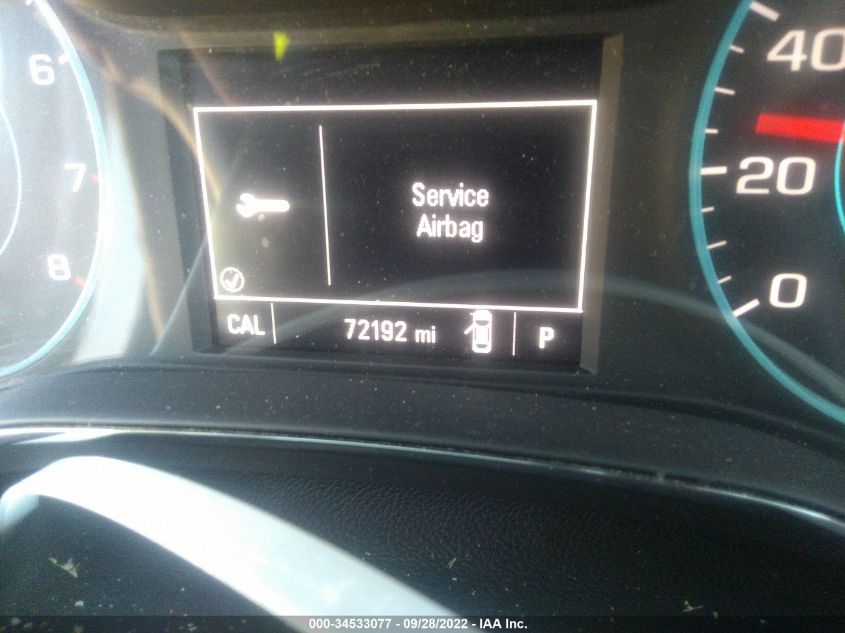 6
7
8
Service
Airbag
CAL
72192 mi
P
40
20
0
000-34533077 - 09/28/2022 - IAA Inc.